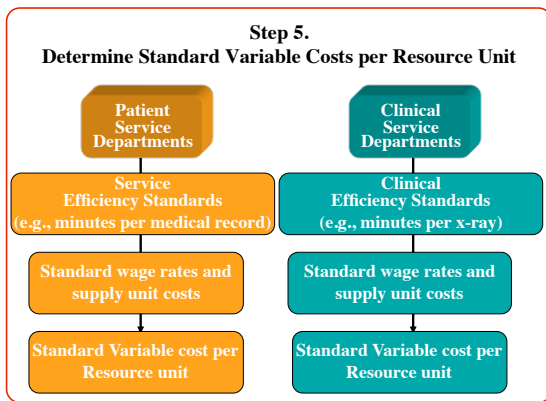 Step 5.
Determine Standard Variable Costs per Resource Unit
Patient
Service
Departments
Clinical
Service
Departments
Service
Efficiency Standards
(e.g., minutes per medical record)
Clinical
Efficiency Standards
(e.g., minutes per x-ray)
Standard wage rates and
supply unit costs
Standard wage rates and
supply unit costs
Standard Variable cost per
Resource unit
Standard Variable cost per
Resource unit